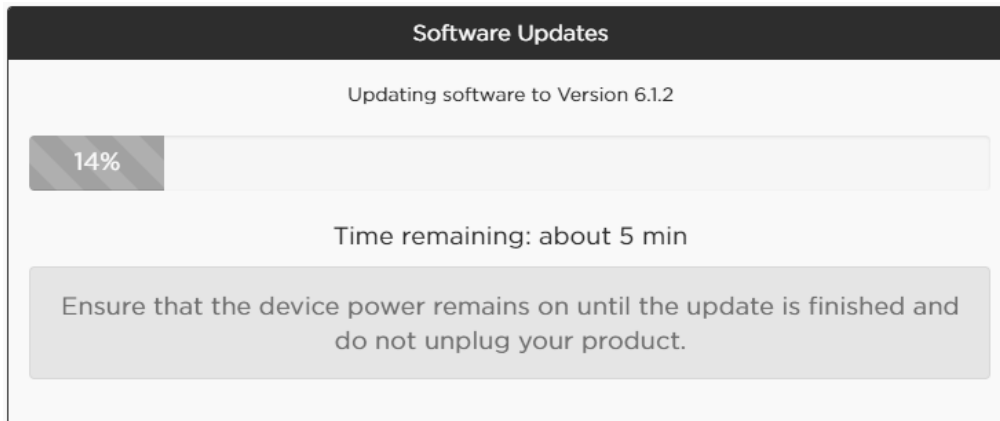 Software Updates
Updating software to Version 6.1.2
14%
Time remaining: about 5 min
Ensure that the device power remains on until the update is finished and
do not unplug your product.